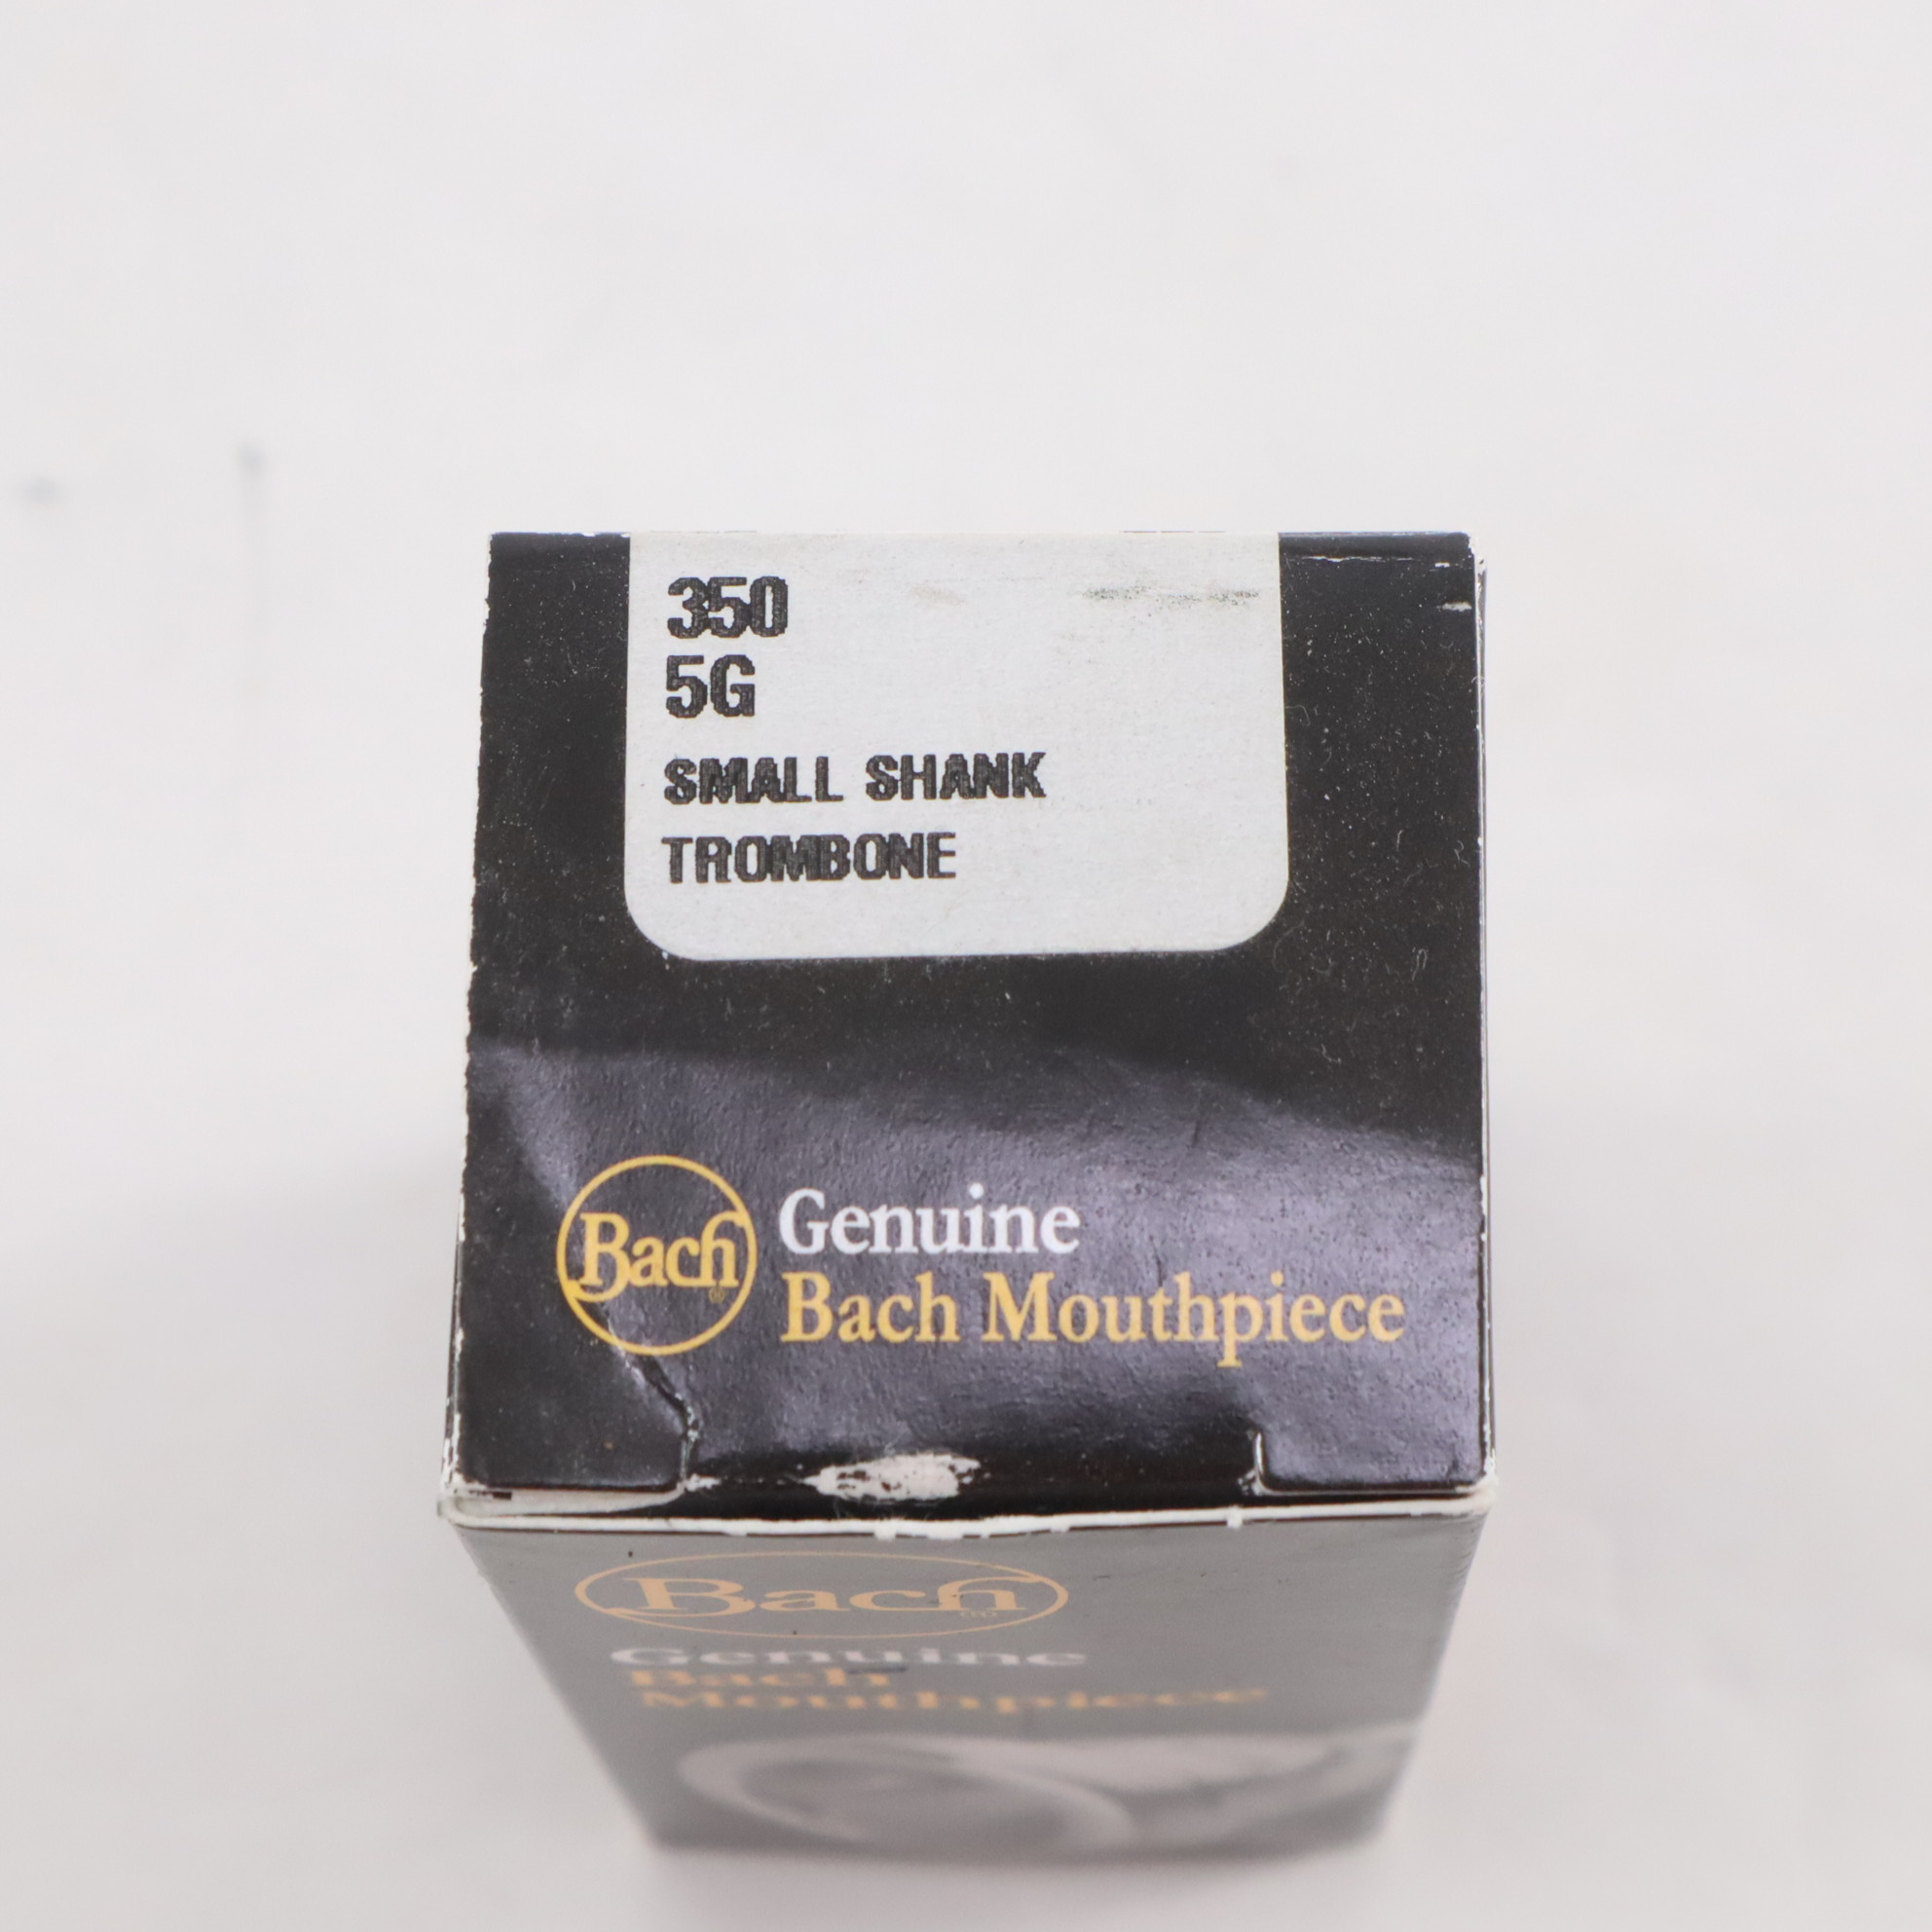 350
5G
SMALL SHANK
TROMBONE
Bach®
Genuine
Bach Mouthpiece
Bach®
Genuine
Bach
Mouthpiece